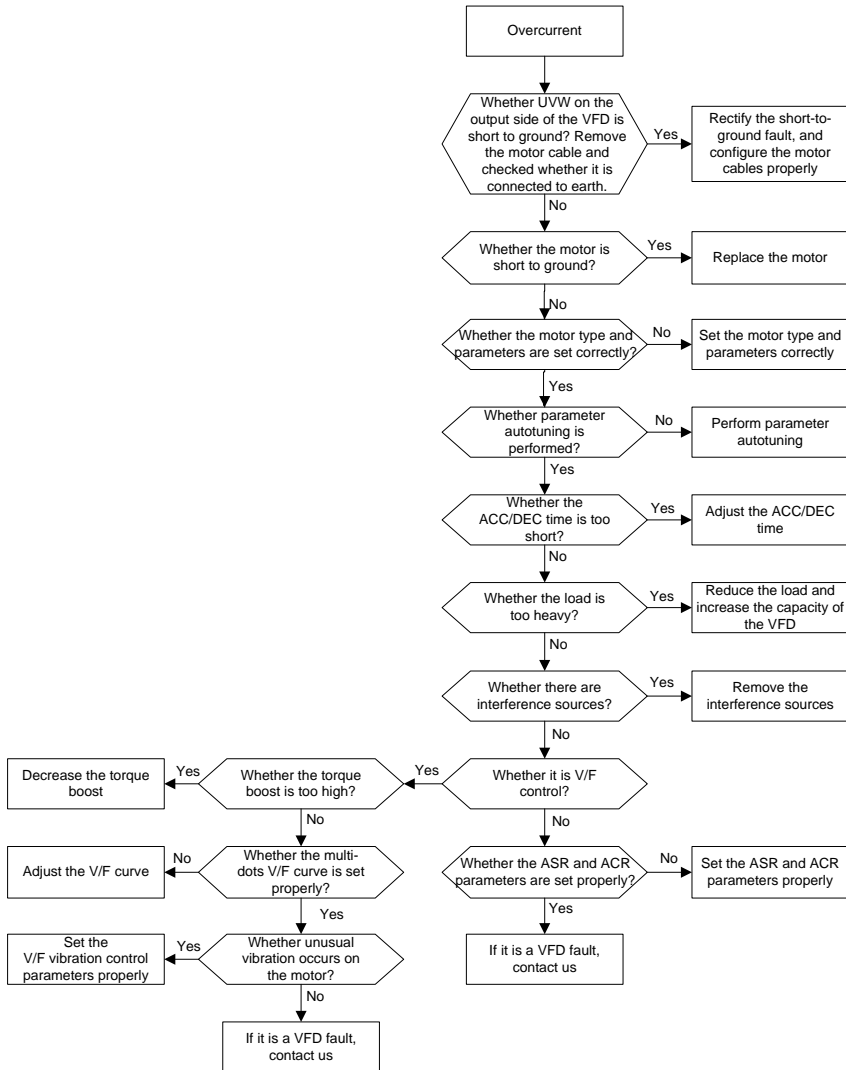 Overcurrent
Whether UVW on the
output side of the VFD is
short to ground? Remove
the motor cable and
checked whether it is
connected to earth.
Yes
Rectify the short-to-
ground fault, and
configure the motor
cables properly
No
Whether the motor is
short to ground?
Yes
Replace the motor
No
Whether the motor type and
parameters are set correctly?
No
Set the motor type and
parameters correctly
Yes
Whether parameter
autotuning is
performed?
No
Perform parameter
autotuning
Yes
Whether the
ACC/DEC time is too
short?
Yes
Adjust the ACC/DEC
time
No
Whether the load is
too heavy?
Yes
Reduce the load and
increase the capacity of
the VFD
No
Whether there are
interference sources?
Yes
Remove the
interference sources
No
Whether it is V/F
control?
Yes
Whether the torque
boost is too high?
Yes
Decrease the torque
boost
No
Whether the multi-
dots V/F curve is set
properly?
No
Adjust the V/F curve
Yes
Whether unusual
vibration occurs on
the motor?
Yes
Set the
V/F vibration control
parameters properly
No
If it is a VFD fault,
contact us
No
Whether the ASR and ACR
parameters are set properly?
No
Set the ASR and ACR
parameters properly
Yes
If it is a VFD fault,
contact us